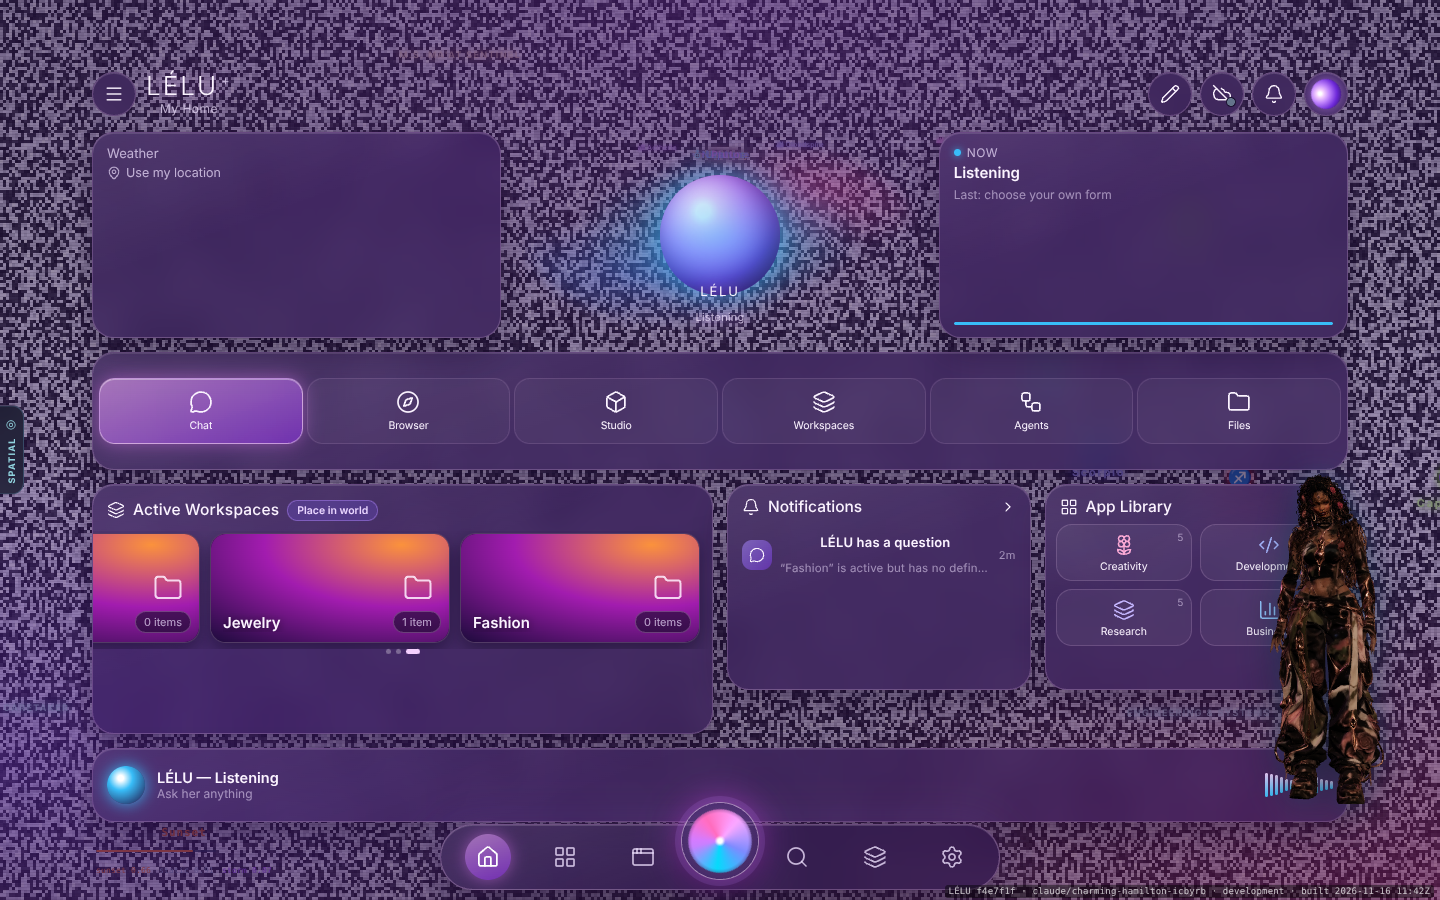 LÉLU
My Home
Weather
Use my location
NOW
Listening
Last: choose your own form
LÉLU
Listening
Chat
Browser
Studio
Workspaces
Agents
Files
SPATIAL
Active Workspaces
Place in world
0 items
Jewelry
1 item
Fashion
0 items
Notifications
LÉLU has a question
2m
“Fashion” is active but has no defin...
App Library
5
Creativity
Developme
5
Research
Busin
LÉLU — Listening
Ask her anything
LÉLU f4e7f1f · claude/charming-hamilton-icbyrb · development · built 2026-11-16 11:42Z